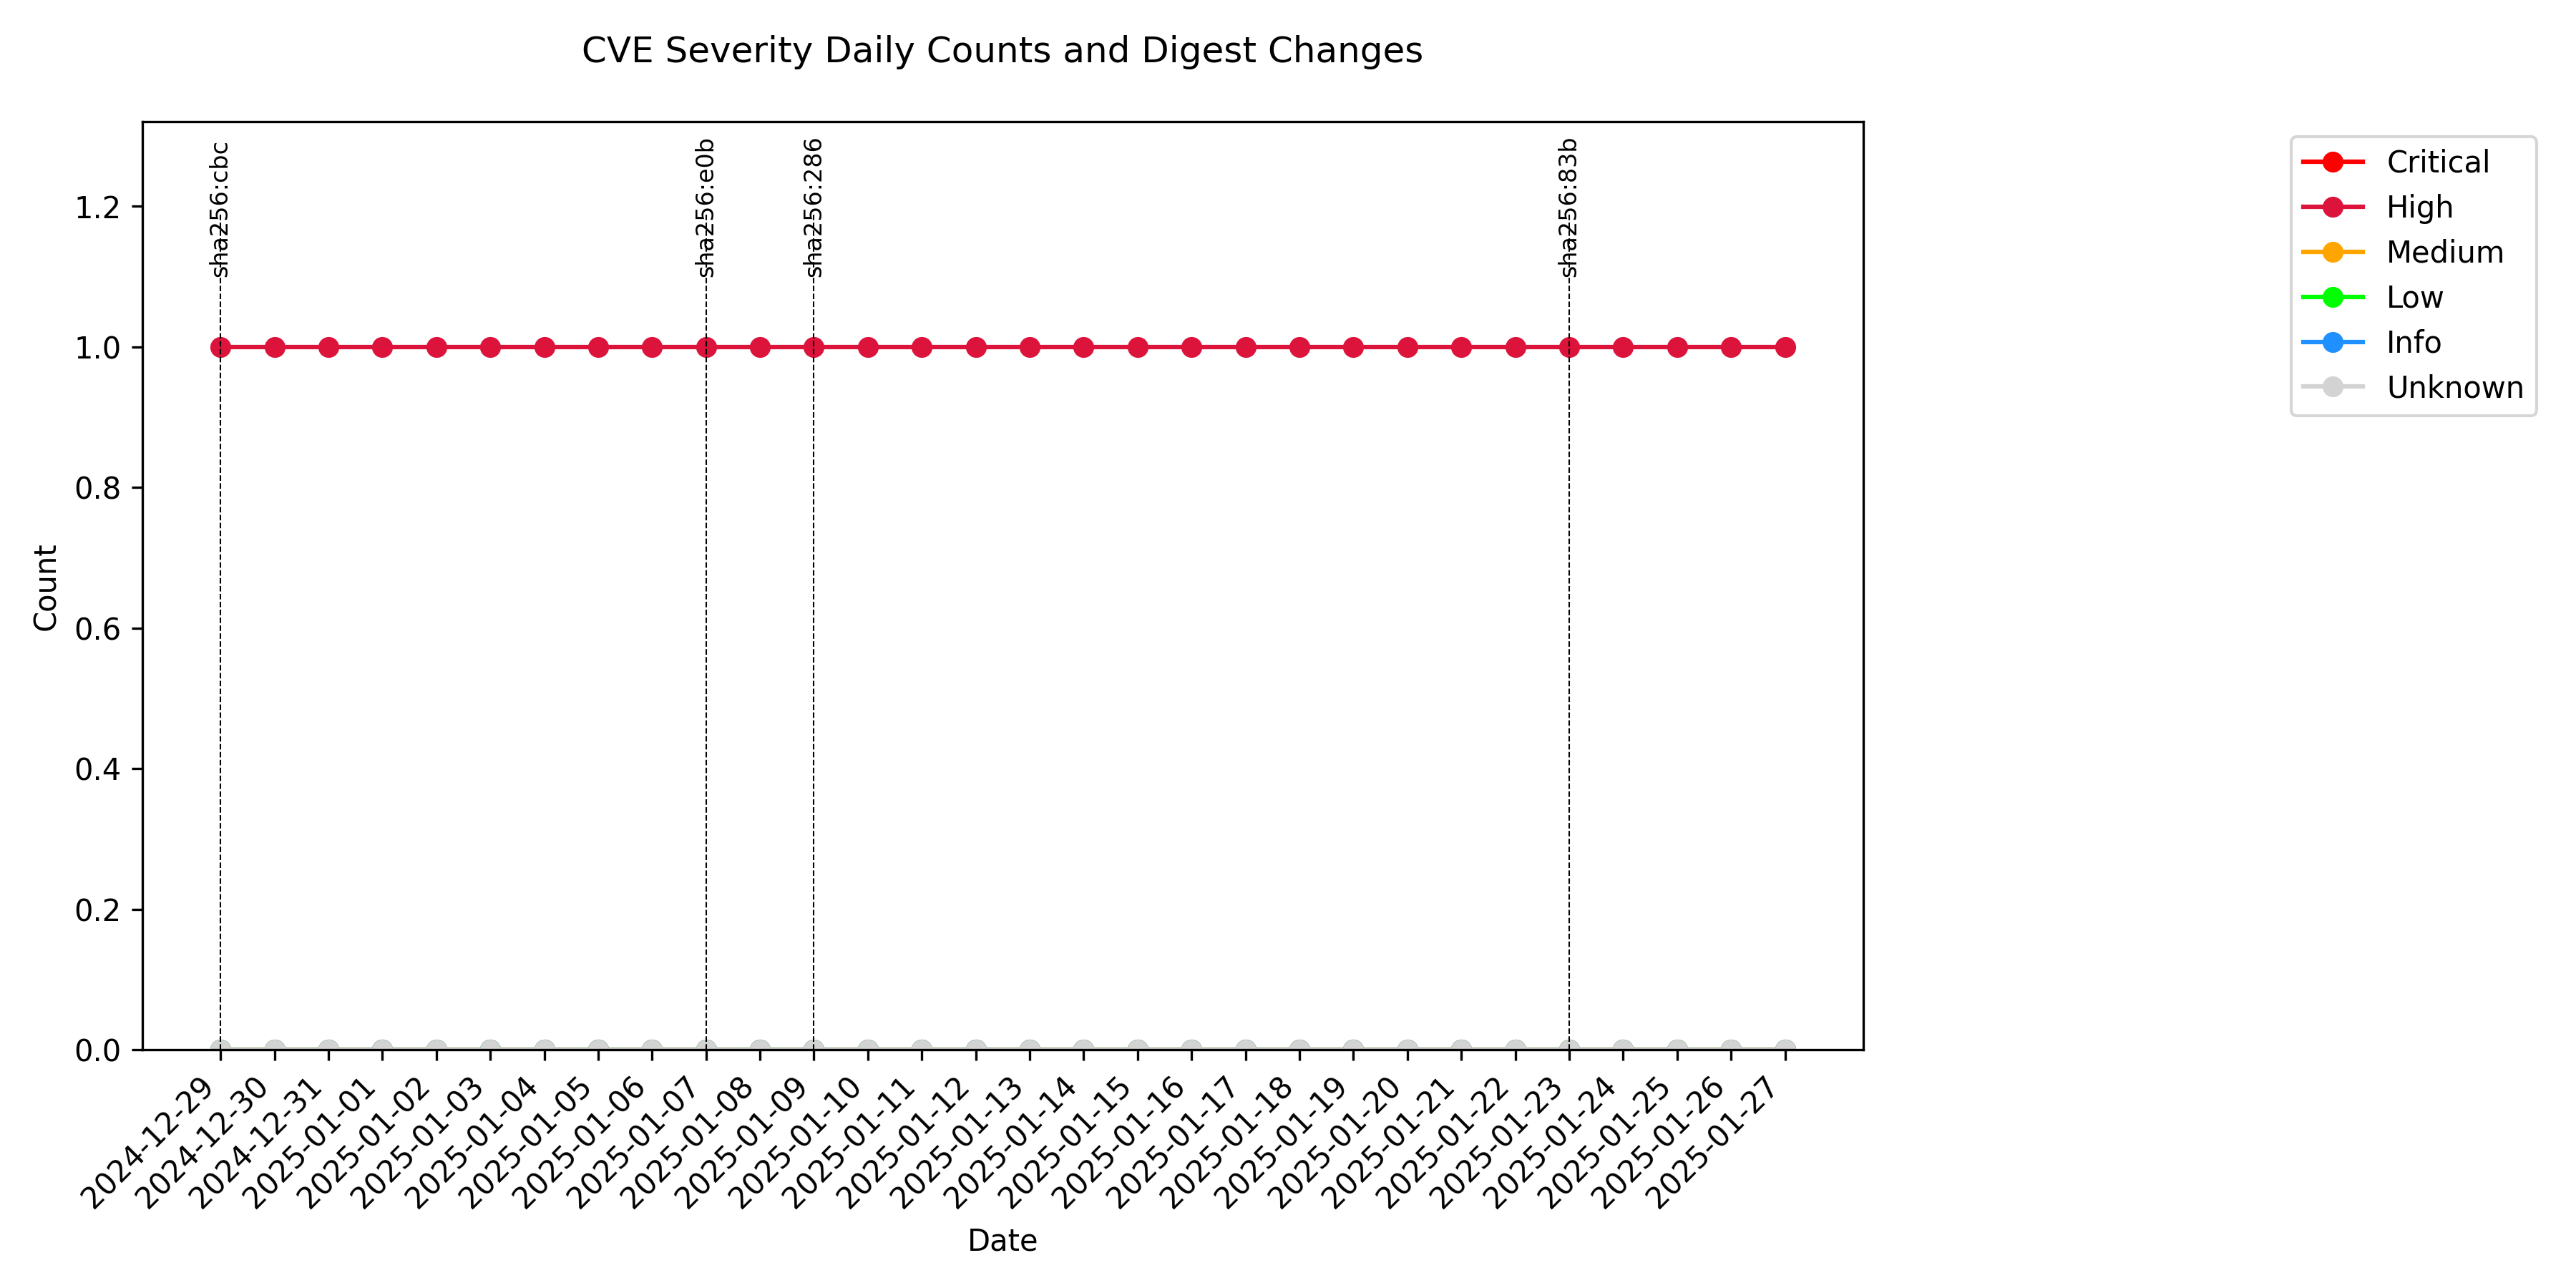 CVE Severity Daily Counts and Digest Changes
sha256:cbc
sha256:e0b
sha256:286
sha256:83b
Critical
High
Medium
Low
Info
Unknown
Count
1.2
1.0
0.8
0.6
0.4
0.2
0.0
2024-12-29
2024-12-30
2024-12-31
2025-01-01
2025-01-02
2025-01-03
2025-01-04
2025-01-05
2025-01-06
2025-01-07
2025-01-08
2025-01-09
2025-01-10
2025-01-11
2025-01-12
2025-01-13
2025-01-14
2025-01-15
2025-01-16
2025-01-17
2025-01-18
2025-01-19
2025-01-20
2025-01-21
2025-01-22
2025-01-23
2025-01-24
2025-01-25
2025-01-26
2025-01-27
Date